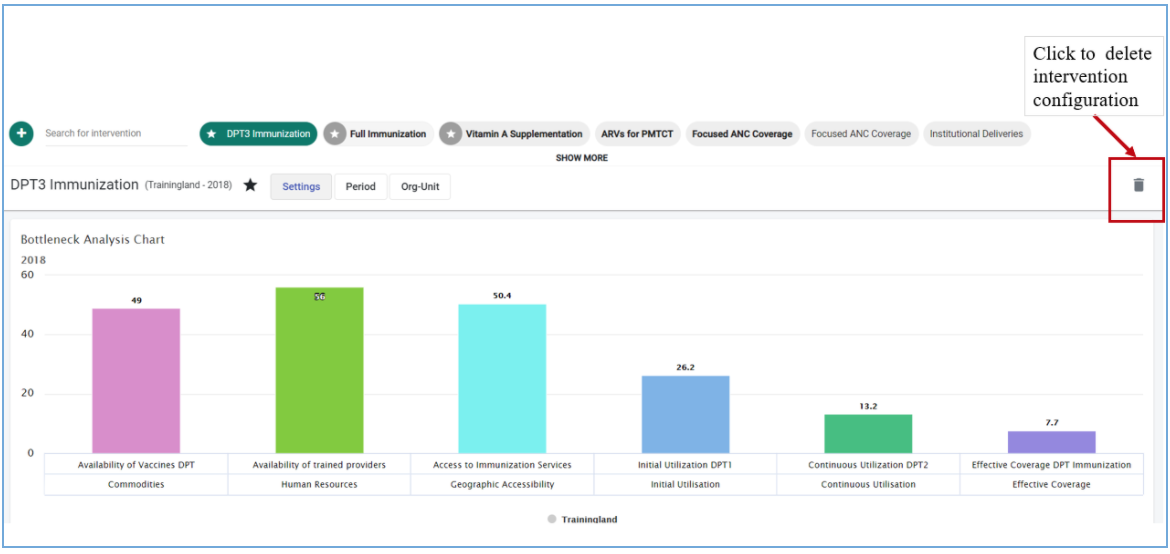 Click to delete
intervention
configuration
+ Search for intervention DPT3 Immunization Full Immunization Vitamin A Supplementation ARVs for PMTCT Focused ANC Coverage Focused ANC Coverage Institutional Deliveries
SHOW MORE
DPT3 Immunization (Trainingland - 2018) Settings Period Org-Unit
Bottleneck Analysis Chart
2018
60
56
50.4
49
40
26.2
20
13.2
7.7
0
Availability of Vaccines DPT Availability of trained providers Access to Immunization Services Initial Utilization DPT1 Continuous Utilization DPT2 Effective Coverage DPT Immunization
Commodities Human Resources Geographic Accessibility Initial Utilisation Continuous Utilisation Effective Coverage
Trainingland